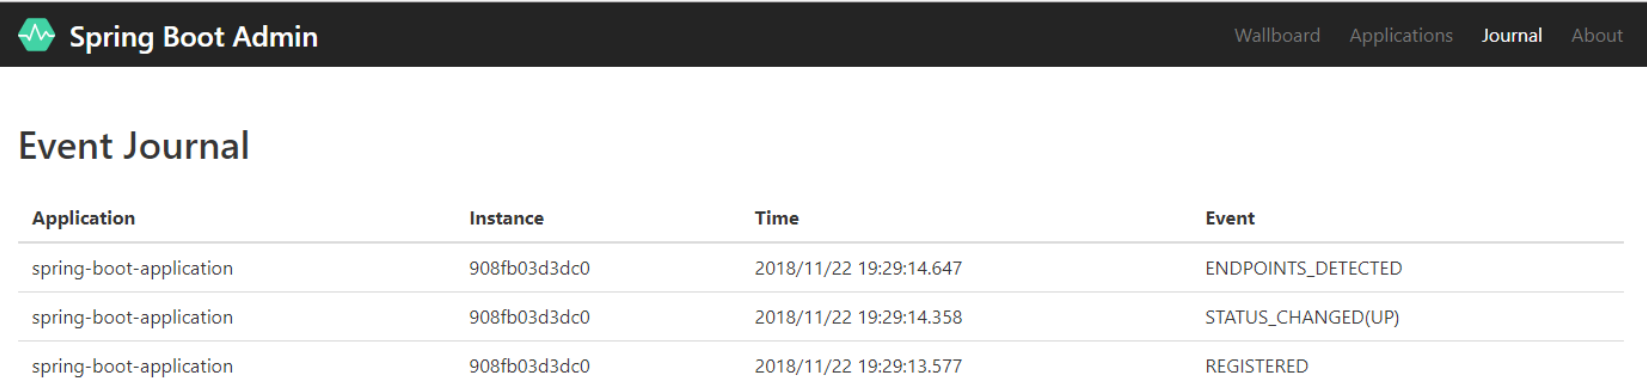 Spring Boot Admin Wallboard Applications Journal About
Event Journal
Application Instance Time Event
spring-boot-application 908fb03d3dc0 2018/11/22 19:29:14.647 ENDPOINTS_DETECTED
spring-boot-application 908fb03d3dc0 2018/11/22 19:29:14.358 STATUS_CHANGED(UP)
spring-boot-application 908fb03d3dc0 2018/11/22 19:29:13.577 REGISTERED